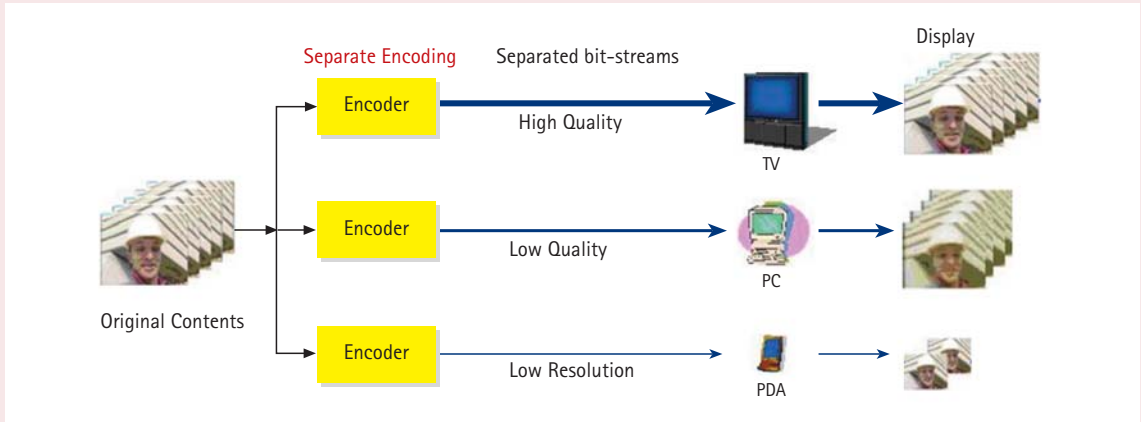 Display
Separate Encoding
Separated bit-streams
Encoder
High Quality
TV
Encoder
Low Quality
PC
Original Contents
Encoder
Low Resolution
PDA